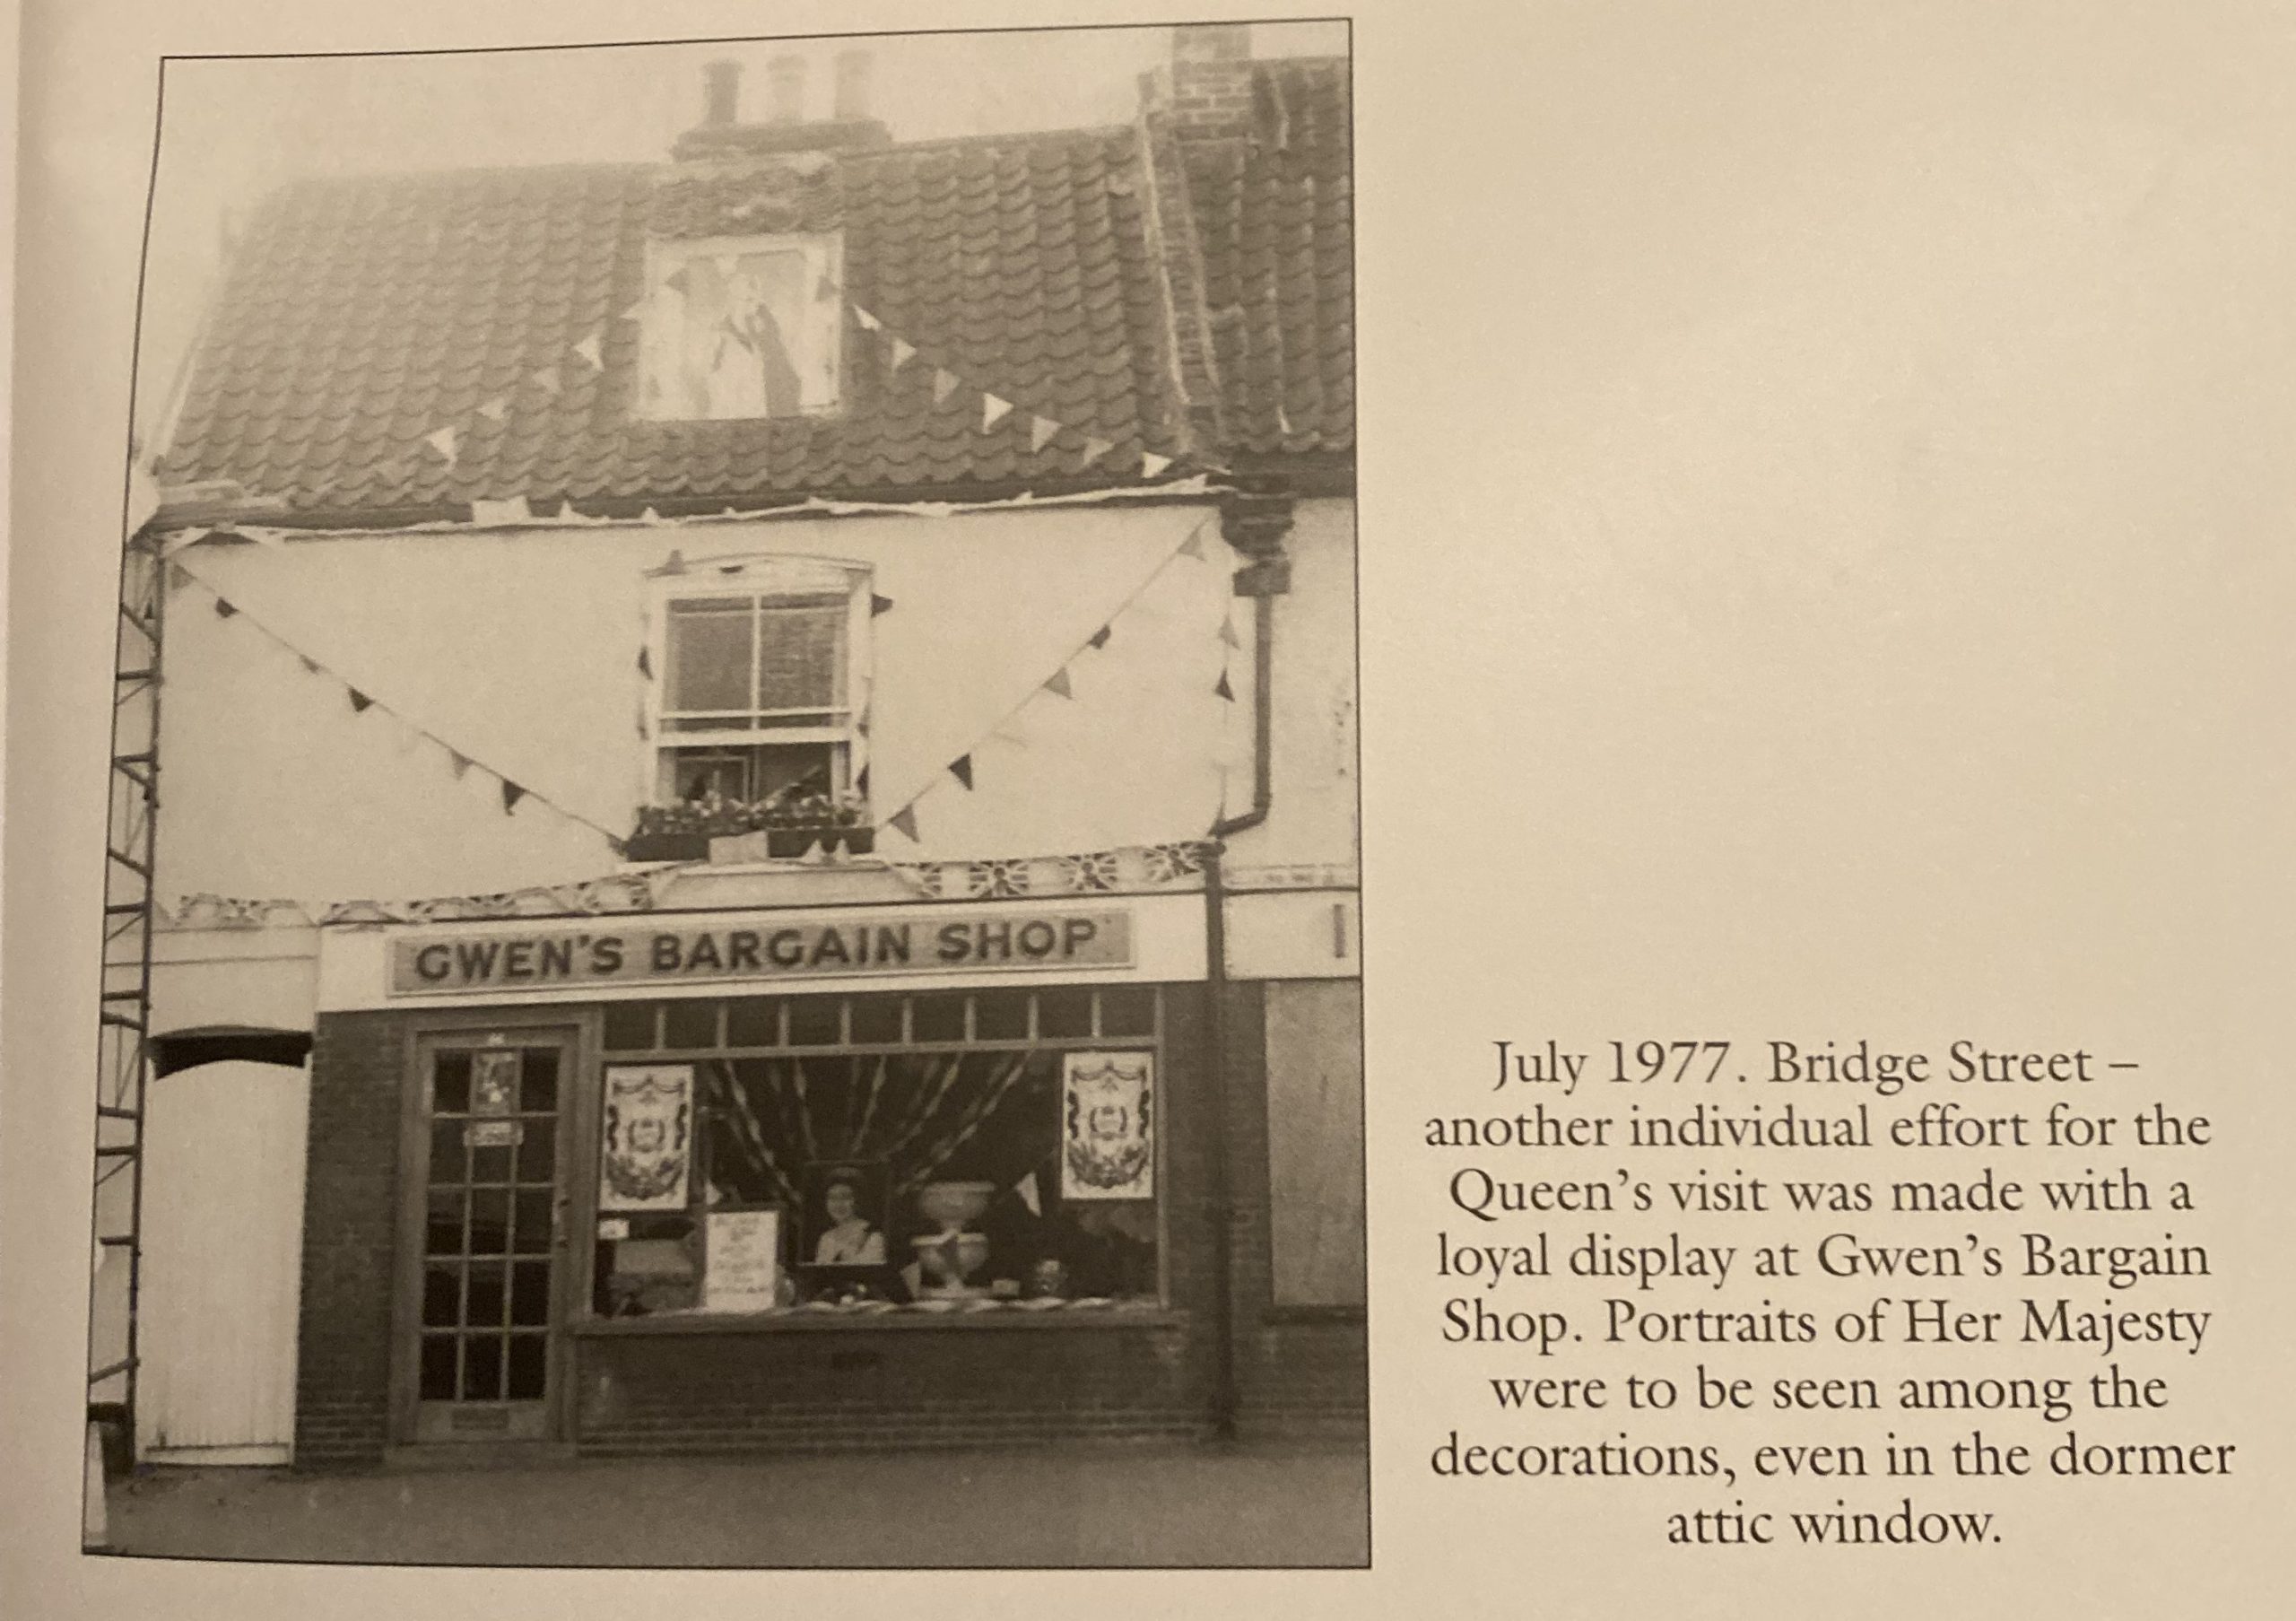 GWEN'S BARGAIN SHOP
July 1977. Bridge Street –
another individual effort for the
Queen's visit was made with a
loyal display at Gwen's Bargain
Shop. Portraits of Her Majesty
were to be seen among the
decorations, even in the dormer
attic window.